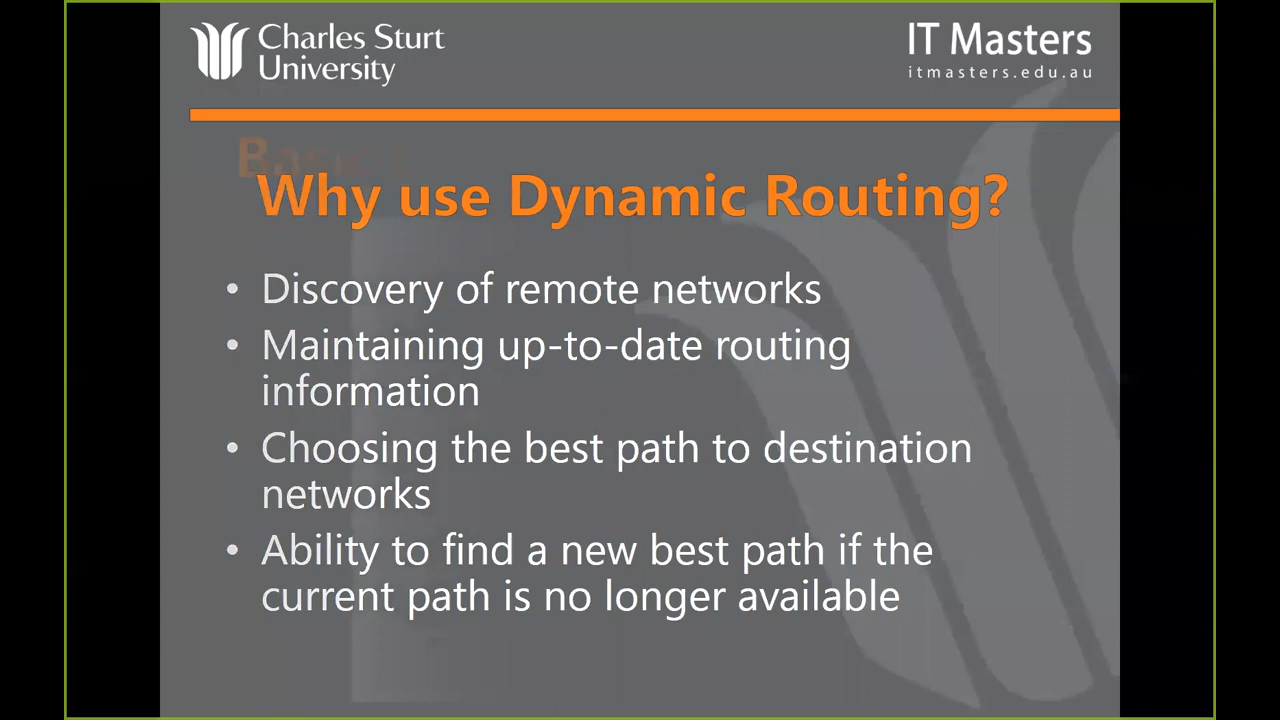 Charles Sturt
University
IT Masters
itmasters.edu.au
Why use Dynamic Routing?
• Discovery of remote networks
• Maintaining up-to-date routing
information
• Choosing the best path to destination
networks
• Ability to find a new best path if the
current path is no longer available